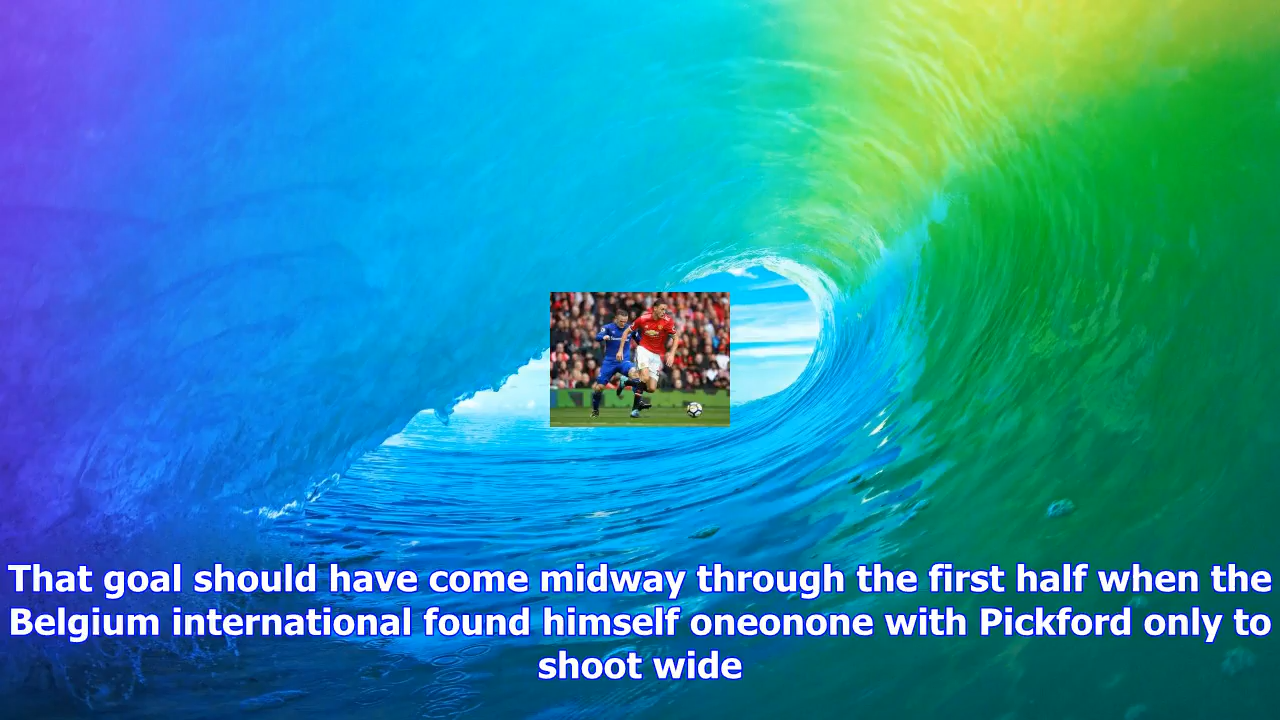 That goal should have come midway through the first half when the
Belgium international found himself oneonone with Pickford only to
shoot wide